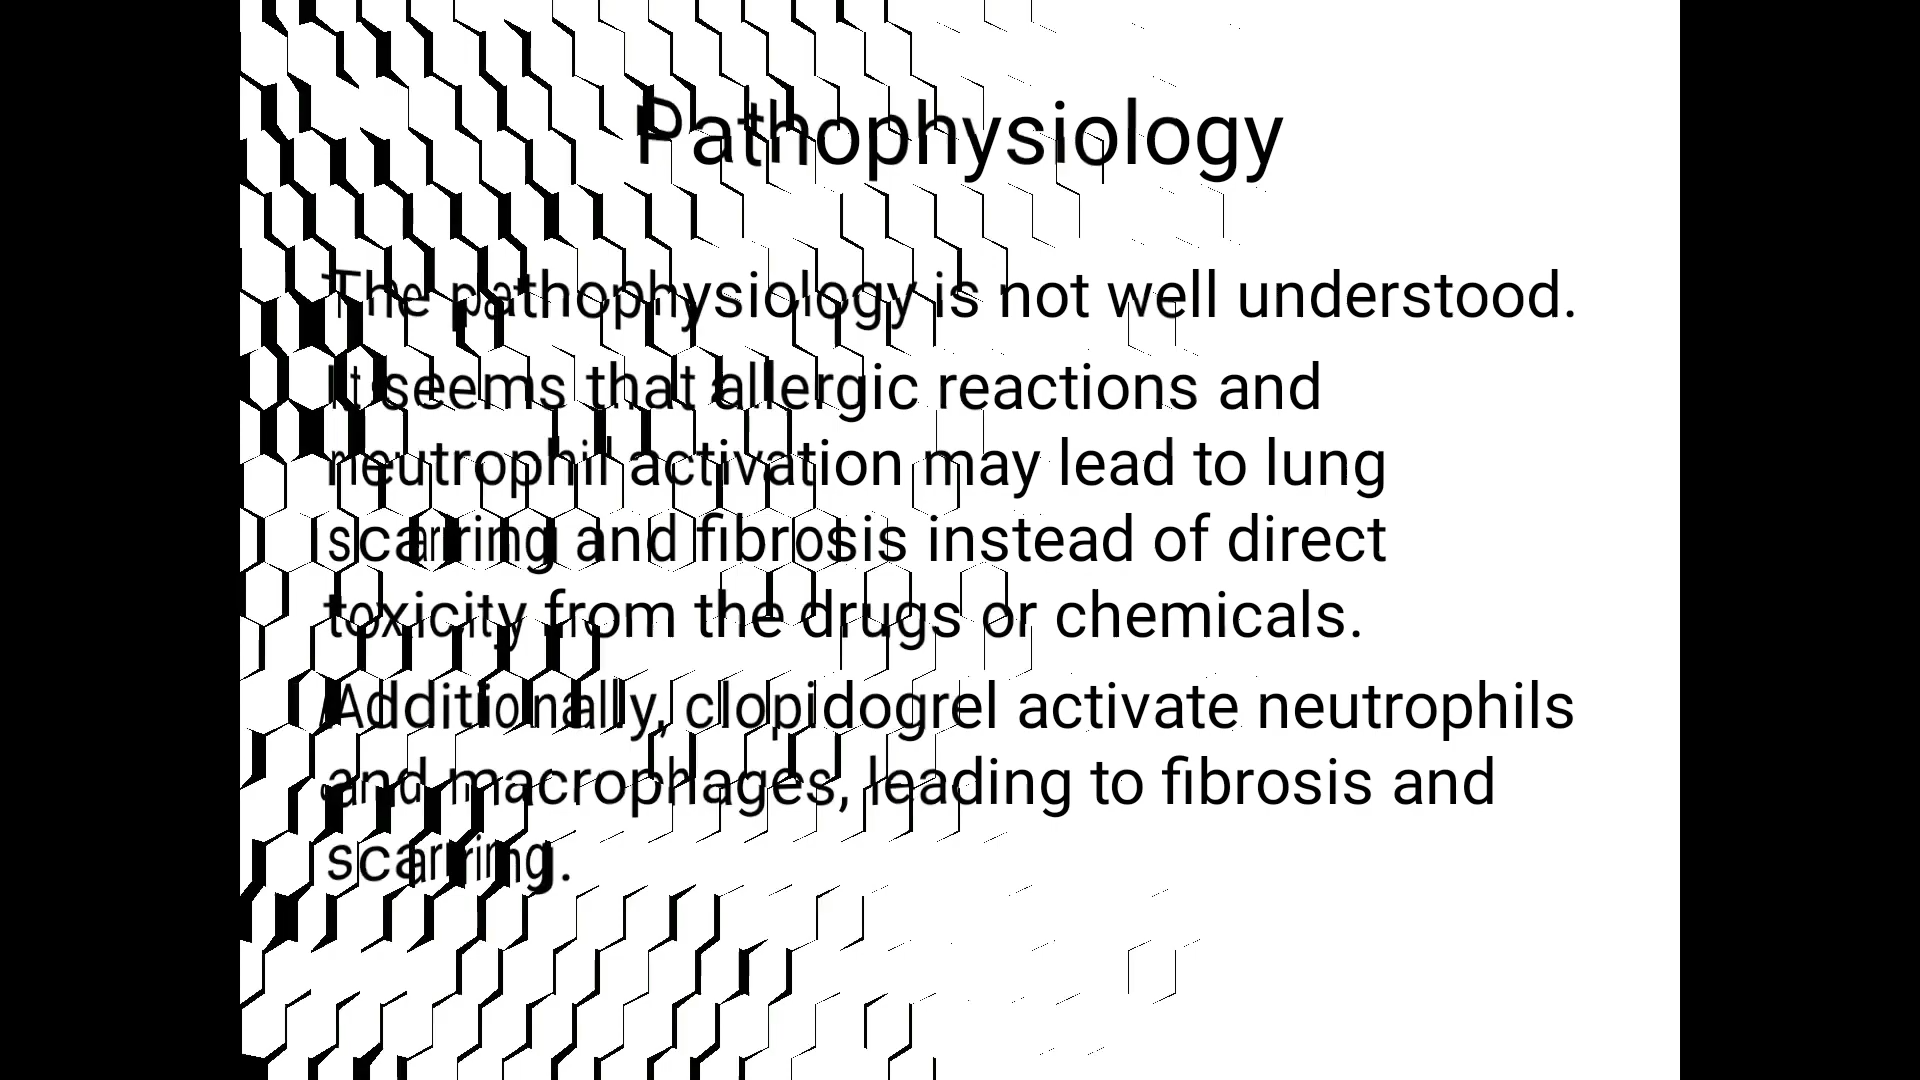 Pathophysiology
The pathophysiology is not well understood.
It seems that allergic reactions and
neutrophil activation may lead to lung
scarring and fibrosis instead of direct
toxicity from the drugs or chemicals.
Additionally, clopidogrel activate neutrophils
and macrophages, leading to fibrosis and
scarring.